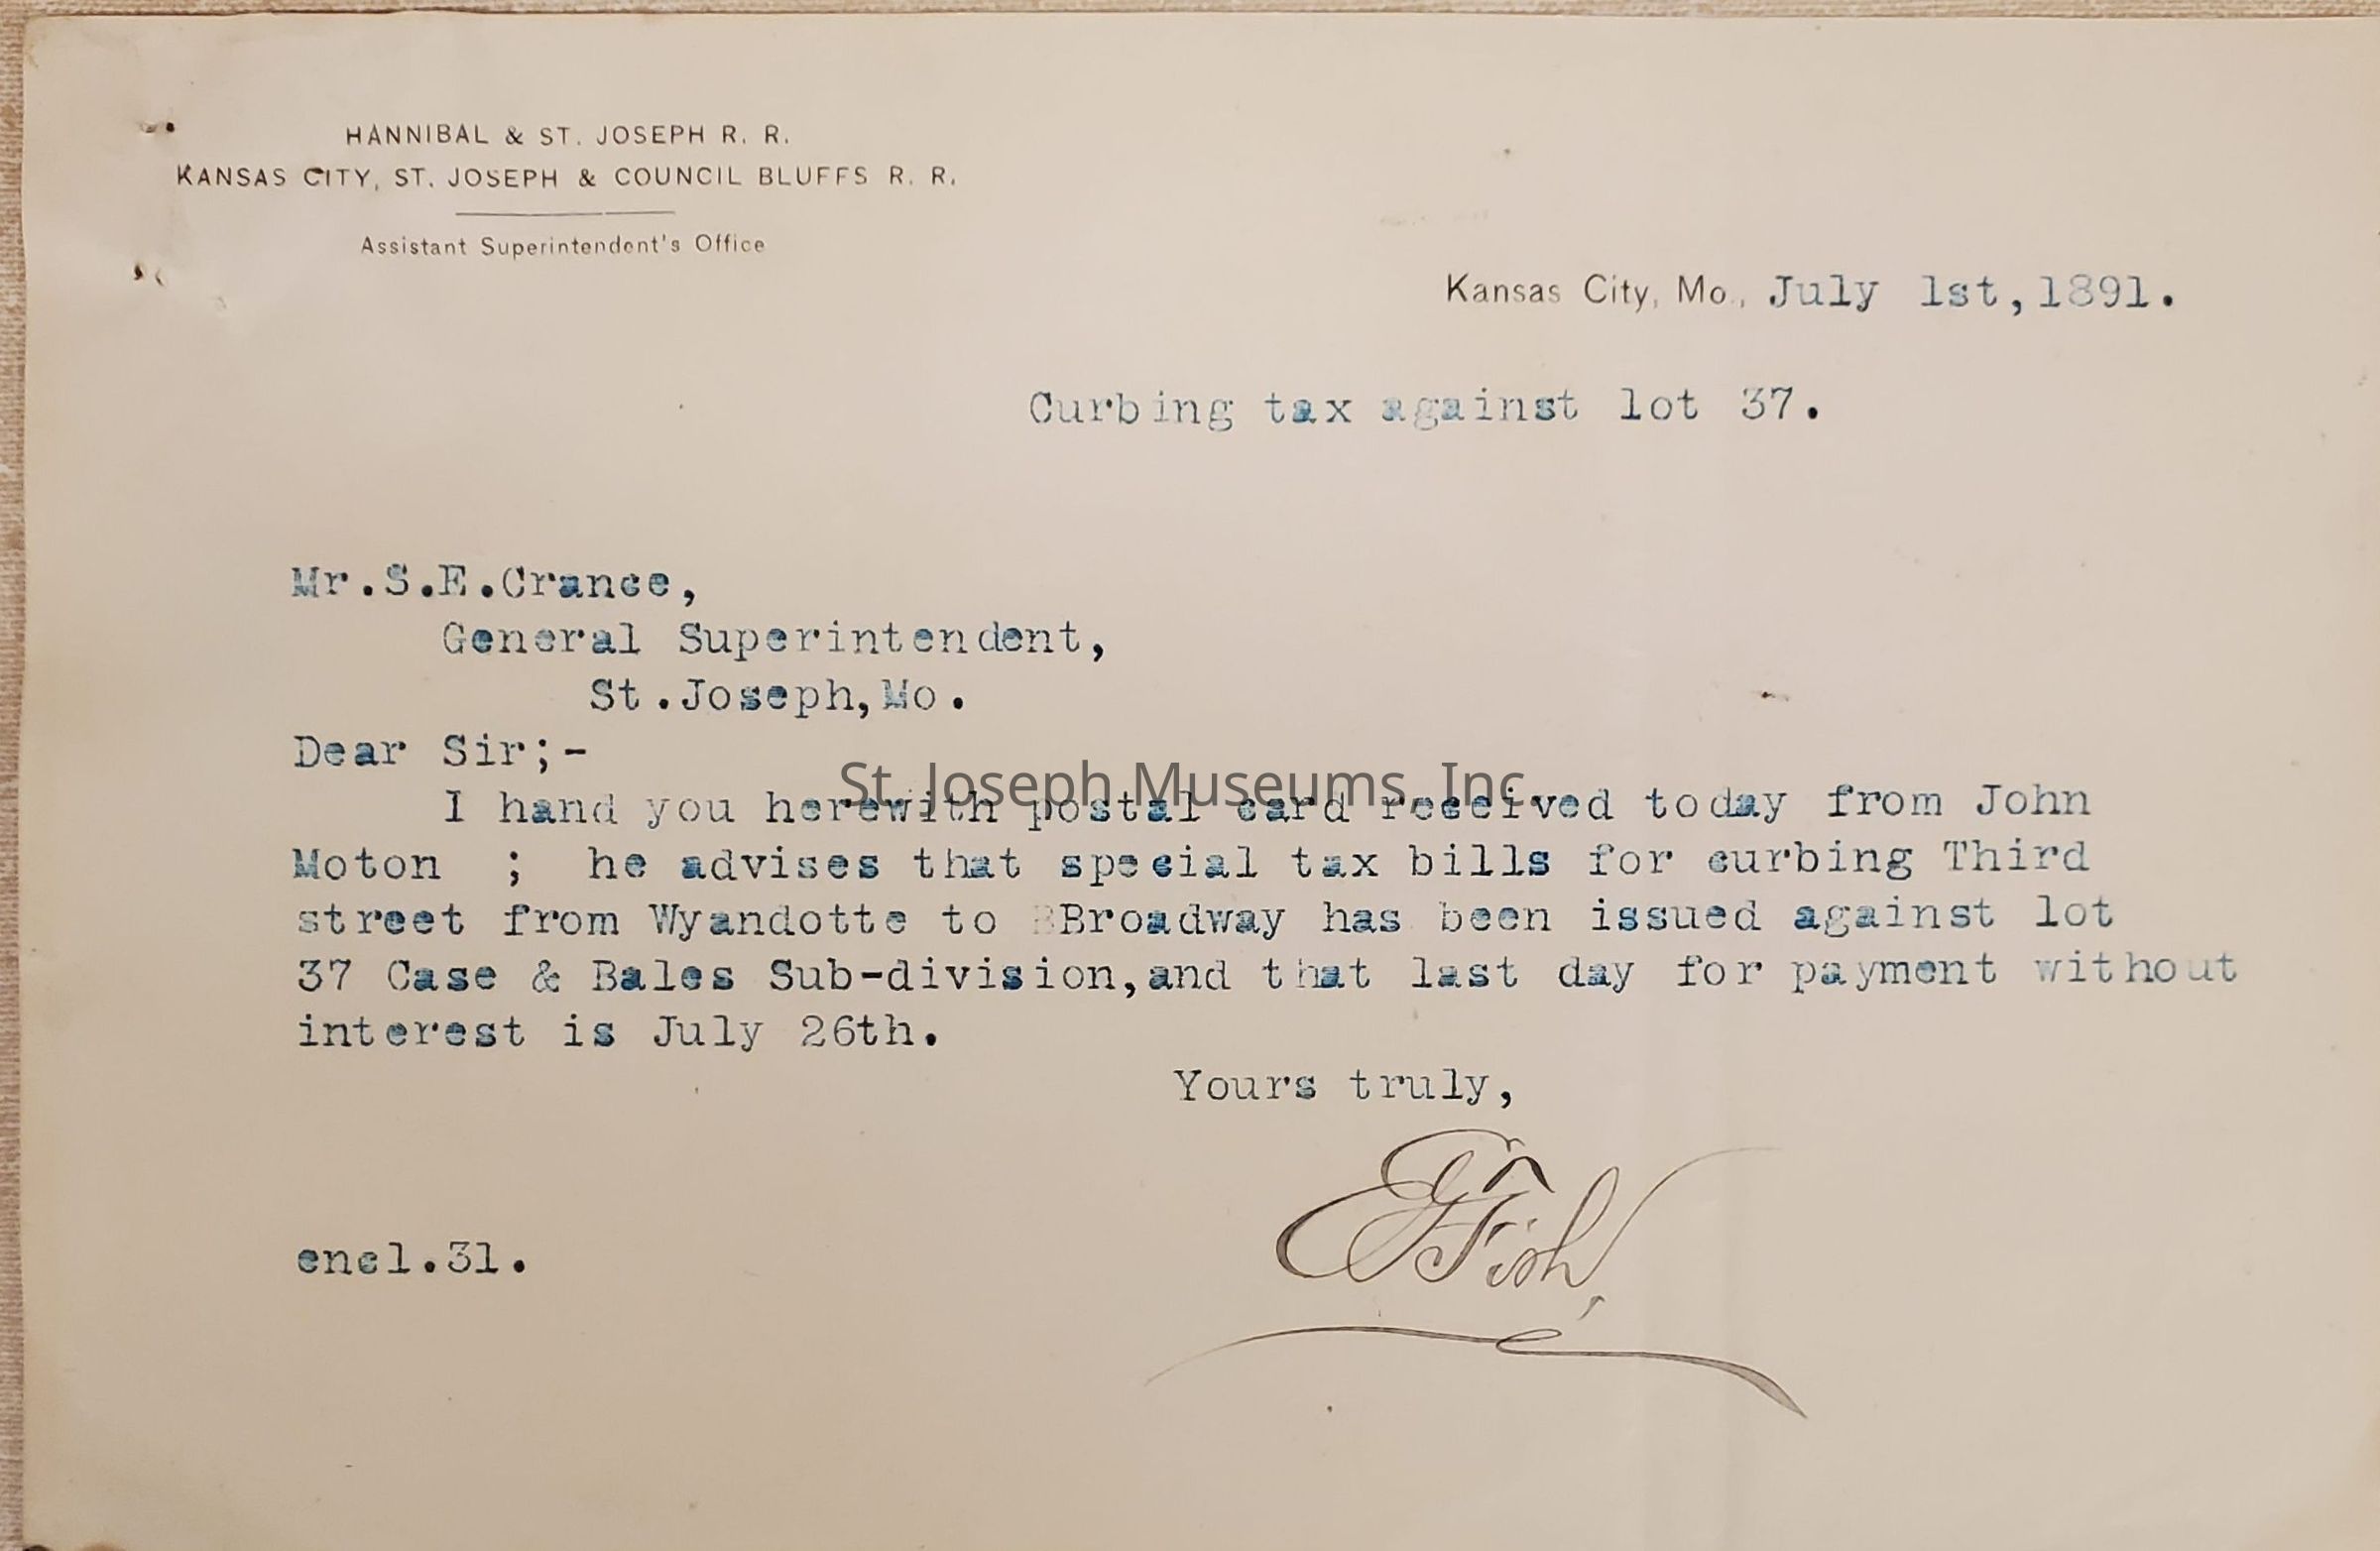 HANNIBAL & ST. JOSEPH R. R.
KANSAS CITY, ST. JOSEPH & COUNCIL BLUFFS R. R.
Assistant Superintendent's Office
Kansas City, Mo., July 1st,1891.
Curbing tax against lot 37.
Mr.S.E.Crance,
General Superintendent,
St.Joseph,Mo.
Dear Sir;-
St. Joseph Museums, Inc.
I hand you herewith postal card received today from John
Moton ; he advises that special tax bills for curbing Third
street from Wyandotte to BBroadway has been issued against lot
37 Case & Bales Sub-division,and that last day for payment without
interest is July 26th.
Yours truly,
Fish,
encl.31.